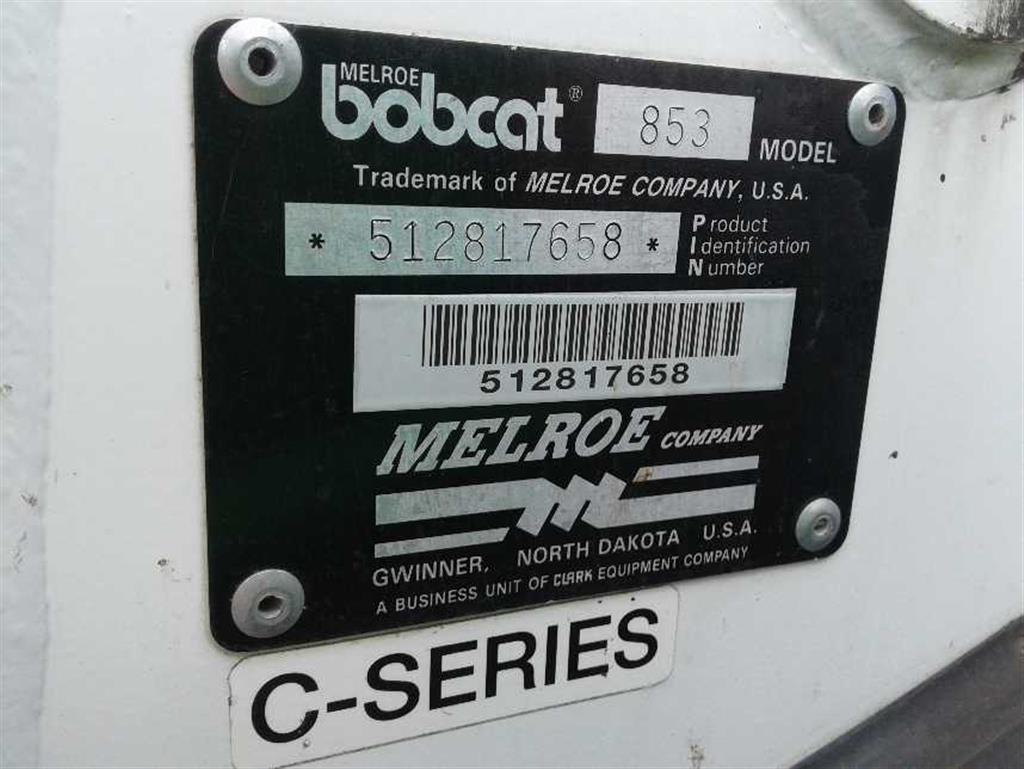 MELROE
bobcat® 853 MODEL
Trademark of MELROE COMPANY, U.S.A.
* 512817658 * Product Identification Number
512817658
MELROE COMPANY
GWINNER, NORTH DAKOTA U.S.A.
A BUSINESS UNIT OF CLARK EQUIPMENT COMPANY
C-SERIES